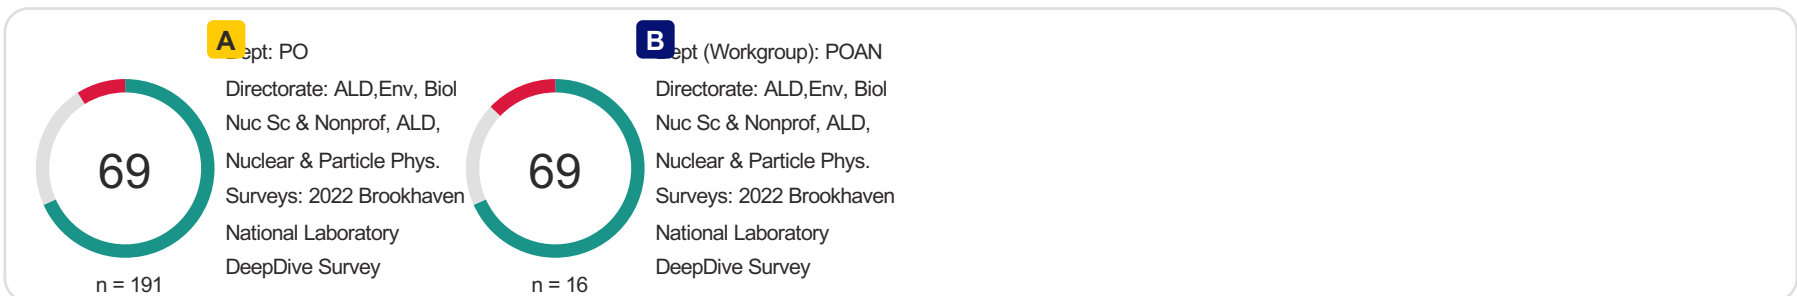 A
ept: PO
Directorate: ALD,Env, Biol
Nuc Sc & Nonprof, ALD,
Nuclear & Particle Phys.
Surveys: 2022 Brookhaven
National Laboratory
DeepDive Survey
69
n = 191
B
ept (Workgroup): POAN
Directorate: ALD,Env, Biol
Nuc Sc & Nonprof, ALD,
Nuclear & Particle Phys.
Surveys: 2022 Brookhaven
National Laboratory
DeepDive Survey
69
n = 16